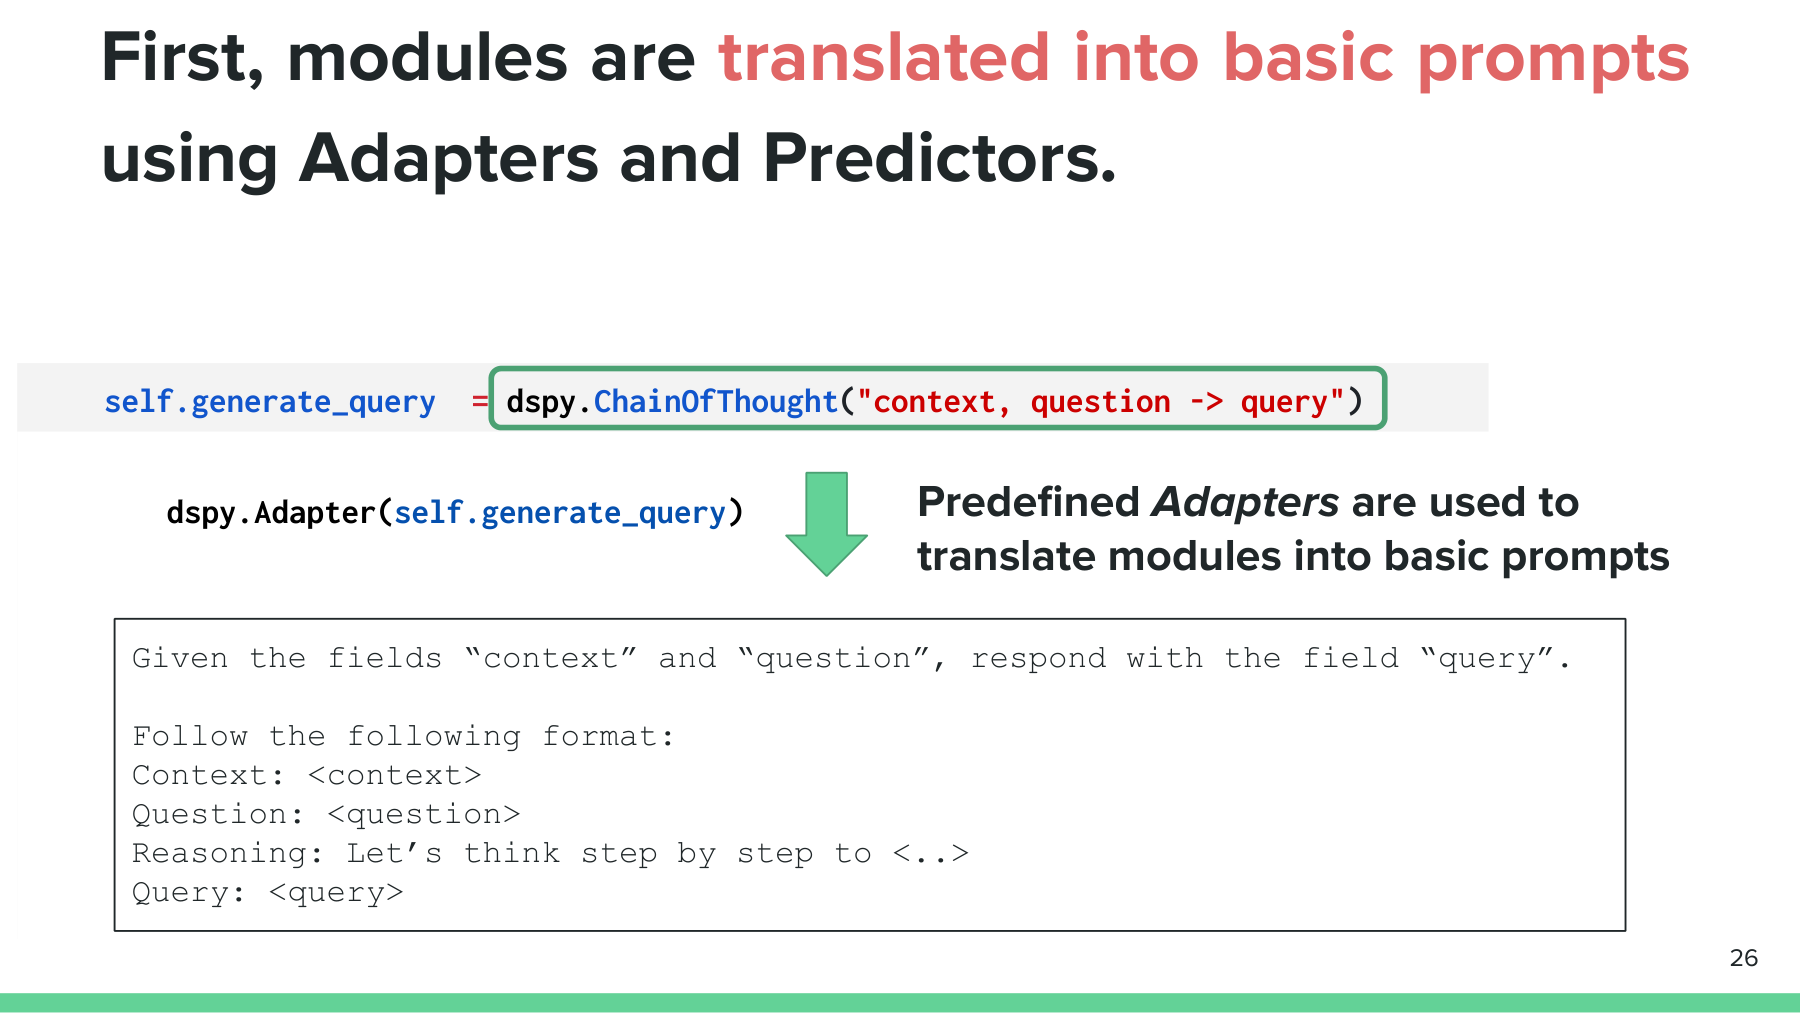 First, modules are translated into basic prompts
using Adapters and Predictors.
self.generate_query = dspy.ChainOfThought("context, question -> query")
dspy.Adapter(self.generate_query)
Predefined Adapters are used to
translate modules into basic prompts
Given the fields “context” and “question”, respond with the field “query”.
Follow the following format:
Context: <context>
Question: <question>
Reasoning: Let’s think step by step to <..>
Query: <query>
26